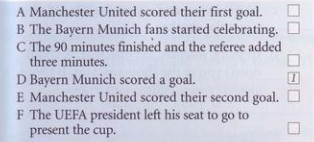 A Manchester United scored their first goal.
B The Bayern Munich fans started celebrating.
C The 90 minutes finished and the referee added
three minutes.
D Bayern Munich scored a goal. 1
E Manchester United scored their second goal.
F The UEFA president left his seat to go to
present the cup.